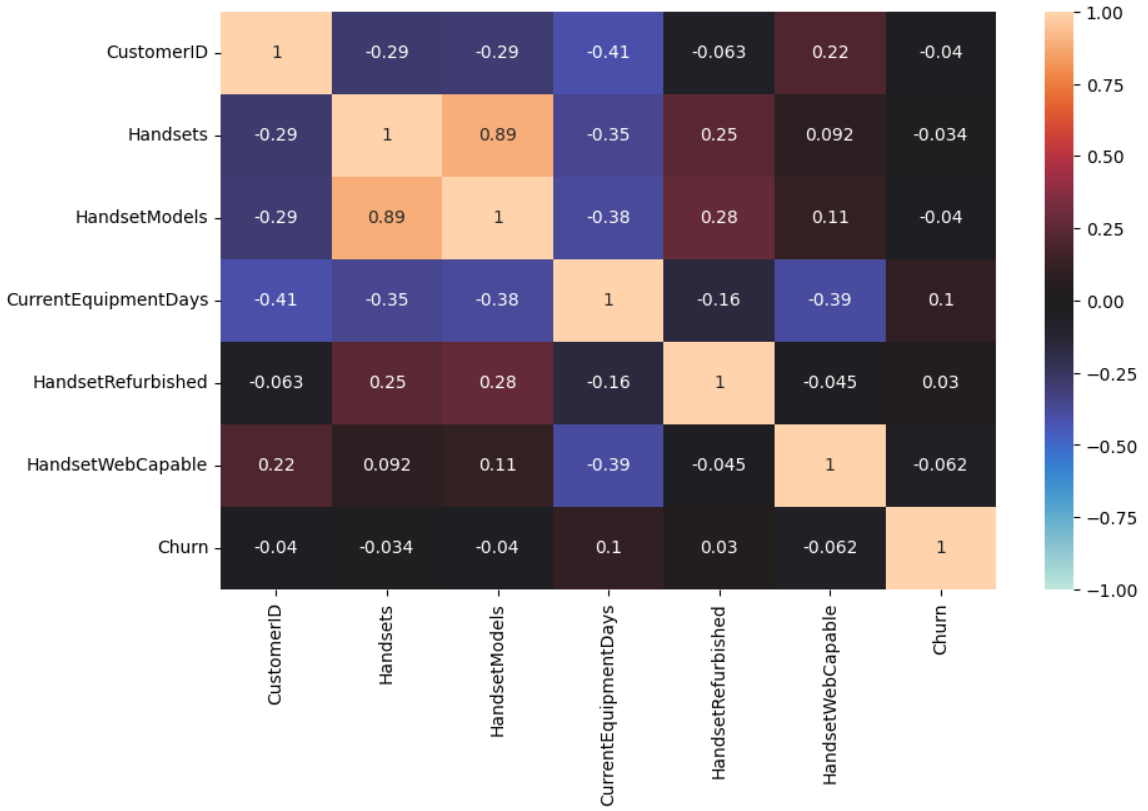 CustomerID 1 -0.29 -0.29 -0.41 -0.063 0.22 -0.04
Handsets -0.29 1 0.89 -0.35 0.25 0.092 -0.034
HandsetModels -0.29 0.89 1 -0.38 0.28 0.11 -0.04
CurrentEquipmentDays -0.41 -0.35 -0.38 1 -0.16 -0.39 0.1
HandsetRefurbished -0.063 0.25 0.28 -0.16 1 -0.045 0.03
HandsetWebCapable 0.22 0.092 0.11 -0.39 -0.045 1 -0.062
Churn -0.04 -0.034 -0.04 0.1 0.03 -0.062 1
CustomerID
Handsets
HandsetModels
CurrentEquipmentDays
HandsetRefurbished
HandsetWebCapable
Churn
1.00
0.75
0.50
0.25
0.00
−0.25
−0.50
−0.75
−1.00